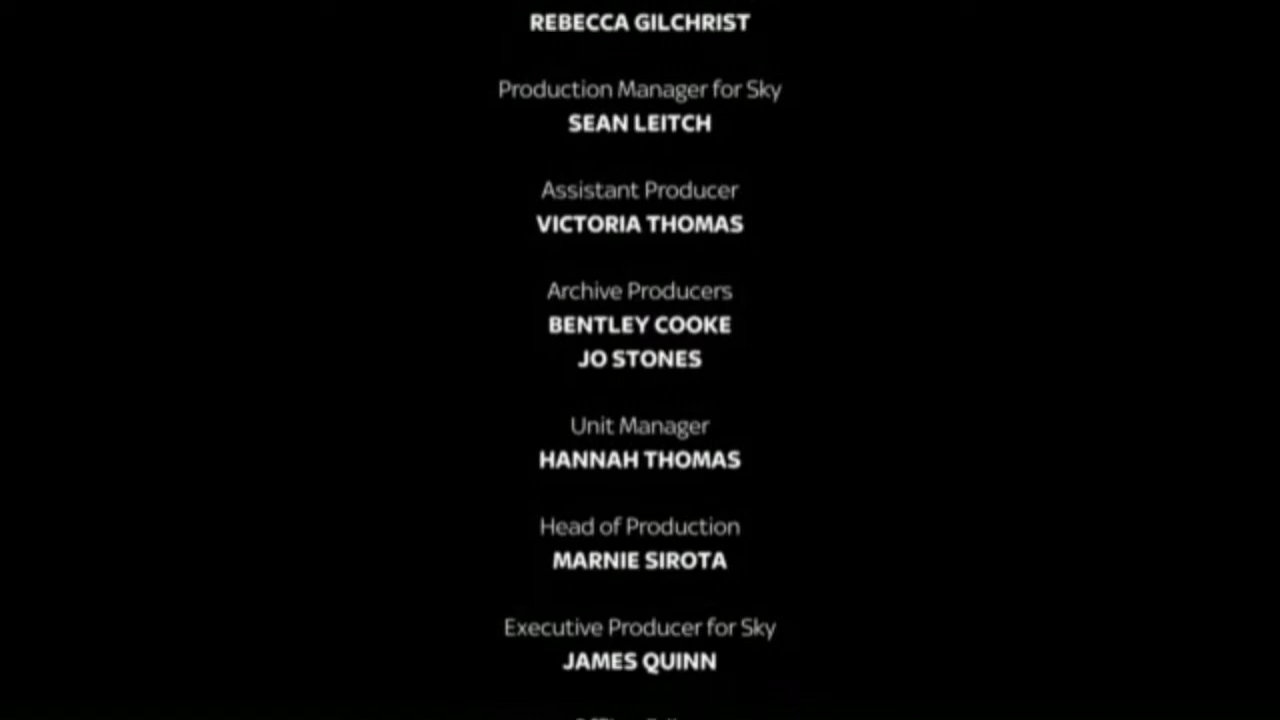 REBECCA GILCHRIST
Production Manager for Sky
SEAN LEITCH
Assistant Producer
VICTORIA THOMAS
Archive Producers
BENTLEY COOKE
JO STONES
Unit Manager
HANNAH THOMAS
Head of Production
MARNIE SIROTA
Executive Producer for Sky
JAMES QUINN